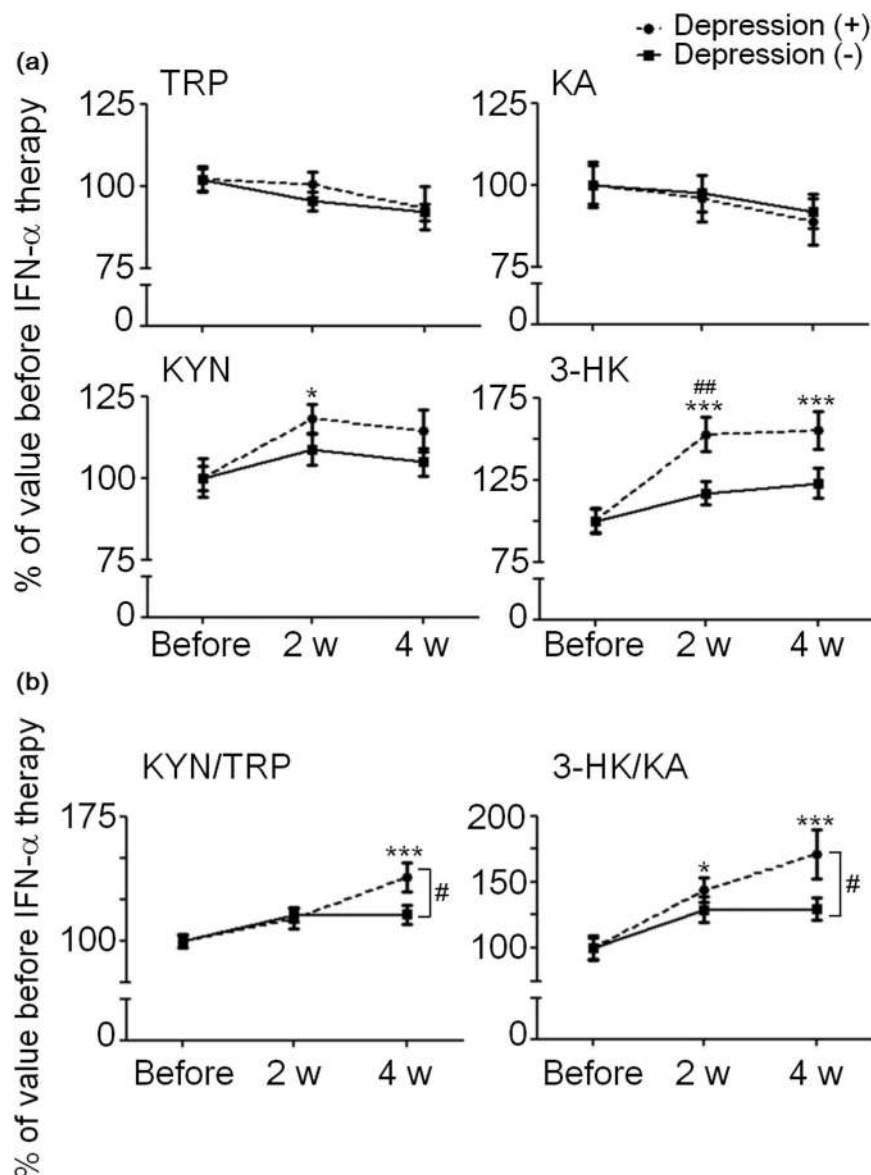 Depression (+)
Depression (-)
(a)
% of value before IFN-α therapy
TRP
125
100
75
0
KA
125
100
75
0
KYN
*
125
100
75
0
Before 2 w 4 w
3-HK
##
*** ***
175
125
75
0
Before 2 w 4 w
(b)
% of value before IFN-α therapy
KYN/TRP
175
***
#
100
0
Before 2 w 4 w
3-HK/KA
200
***
*
#
150
100
0
Before 2 w 4 w